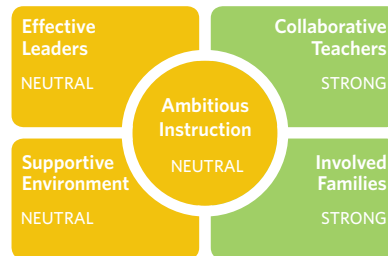 Effective
Leaders
NEUTRAL
Collaborative
Teachers
STRONG
Ambitious
Instruction
NEUTRAL
Supportive
Environment
NEUTRAL
Involved
Families
STRONG